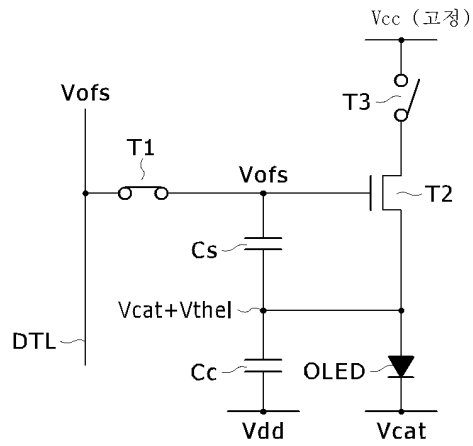 Vcc (고정)
Vofs
T3
T1
Vofs
T2
Cs
Vcat+Vthel
DTL
Cc
OLED
Vdd
Vcat